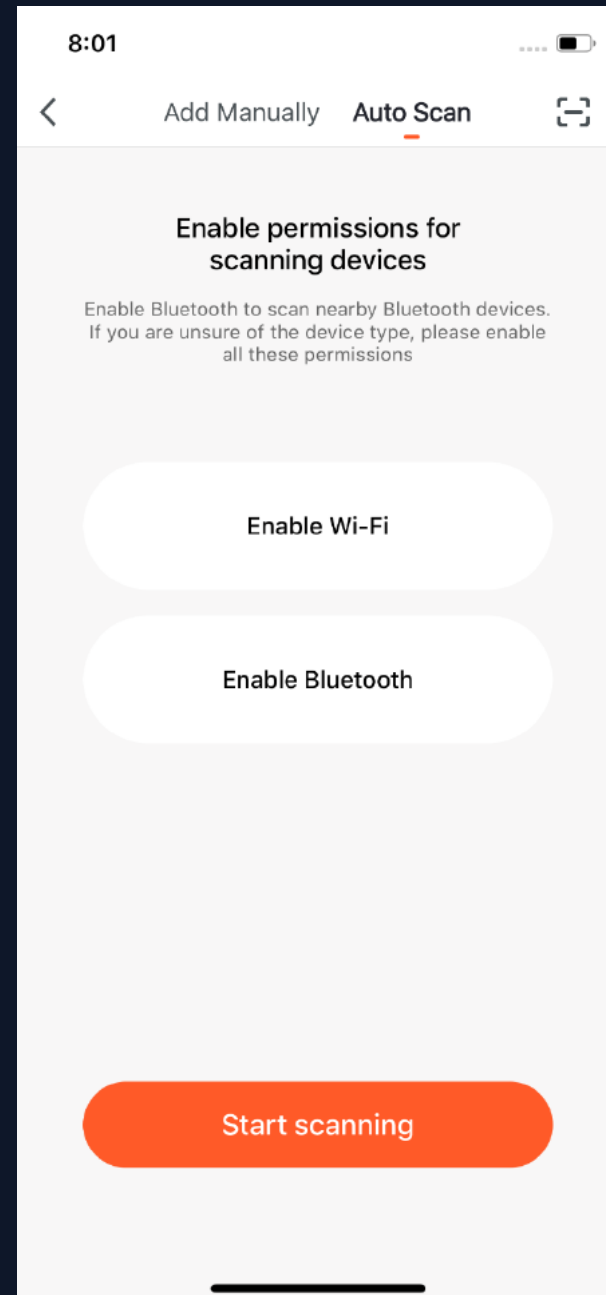 8:01
Add Manually Auto Scan
Enable permissions for
scanning devices
Enable Bluetooth to scan nearby Bluetooth devices.
If you are unsure of the device type, please enable
all these permissions
Enable Wi-Fi
Enable Bluetooth
Start scanning